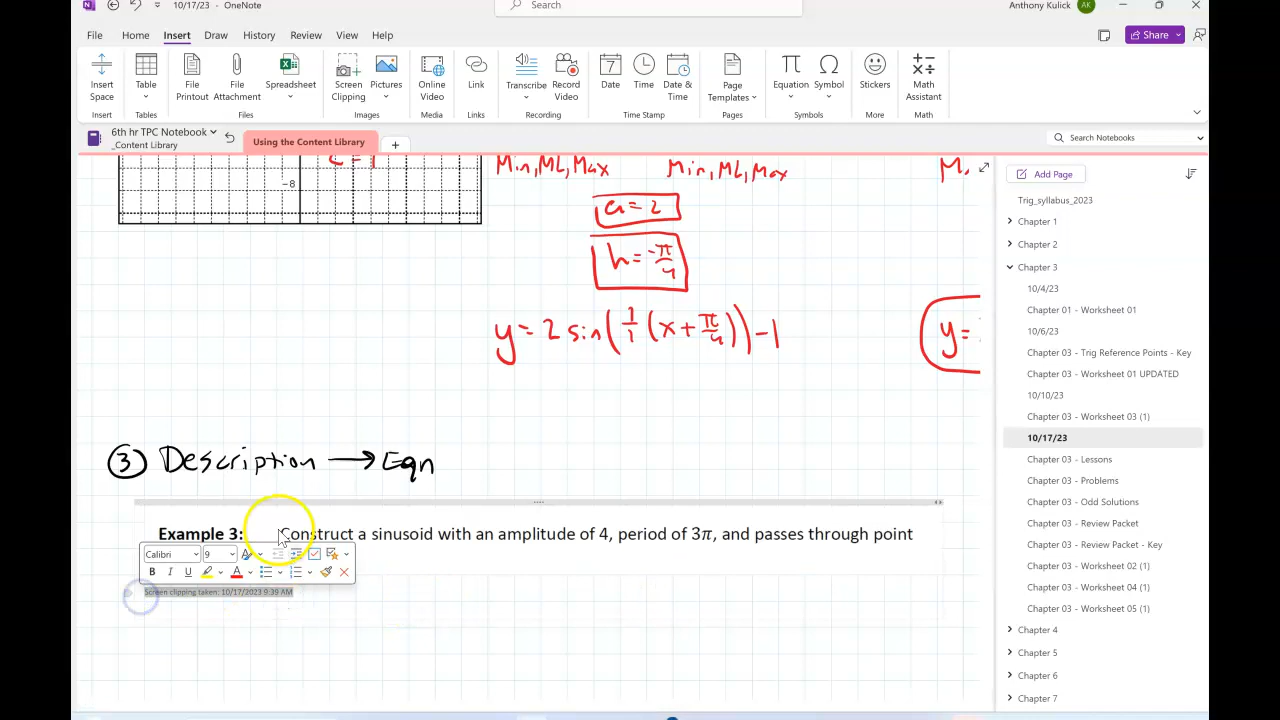 10/17/23 - OneNote
Search
Anthony Kulick
AK
File Home Insert Draw History Review View Help
Share
Insert Space
Table
File Printout
File Attachment
Spreadsheet
Screen Clipping
Pictures
Online Video
Link
Transcribe
Record Video
Date
Time
Date & Time
Page Templates
Equation
Symbol
Stickers
Math Assistant
Insert Tables Files Images Media Links Recording Time Stamp Pages Symbols More Math
6th hr TPC Notebook
_Content Library
Using the Content Library
Search Notebooks
Add Page
Trig_syllabus_2023
Chapter 1
Chapter 2
Chapter 3
10/4/23
Chapter 01 - Worksheet 01
10/6/23
Chapter 03 - Trig Reference Points - Key
Chapter 03 - Worksheet 01 UPDATED
10/10/23
Chapter 03 - Worksheet 03 (1)
10/17/23
Chapter 03 - Lessons
Chapter 03 - Problems
Chapter 03 - Odd Solutions
Chapter 03 - Review Packet
Chapter 03 - Review Packet - Key
Chapter 03 - Worksheet 02 (1)
Chapter 03 - Worksheet 04 (1)
Chapter 03 - Worksheet 05 (1)
Chapter 4
Chapter 5
Chapter 6
Chapter 7
-8
Min, ML, Max
Min, ML, Max
a = 2
h = -π/4
y = 2 sin(1/1(x + π/4)) - 1
y =
③ Description → Eqn
Example 3: Construct a sinusoid with an amplitude of 4, period of 3π, and passes through point
Calibri 9
B I U A
Screen clipping taken: 10/17/2023 9:39 AM